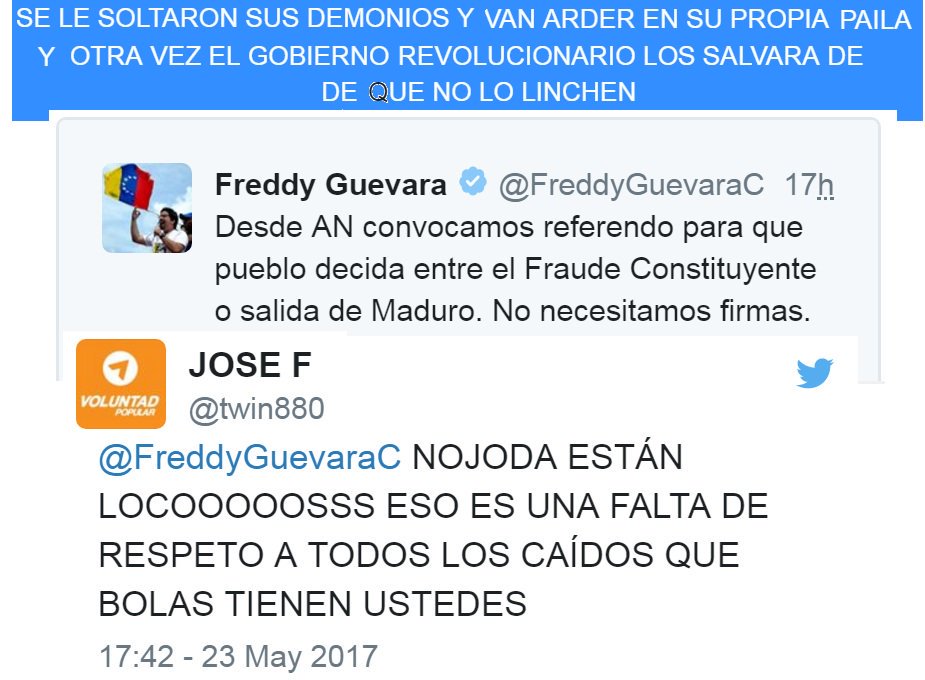 SE LE SOLTARON SUS DEMONIOS Y VAN ARDER EN SU PROPIA PAILA
Y OTRA VEZ EL GOBIERNO REVOLUCIONARIO LOS SALVARA DE
DE QUE NO LO LINCHEN
Freddy Guevara @FreddyGuevaraC 17h
Desde AN convocamos referendo para que
pueblo decida entre el Fraude Constituyente
o salida de Maduro. No necesitamos firmas.
VOLUNTAD
POPULAR
JOSE F
@twin880
@FreddyGuevaraC NOJODA ESTÁN
LOCOOOOOSSS ESO ES UNA FALTA DE
RESPETO A TODOS LOS CAÍDOS QUE
BOLAS TIENEN USTEDES
17:42 - 23 May 2017